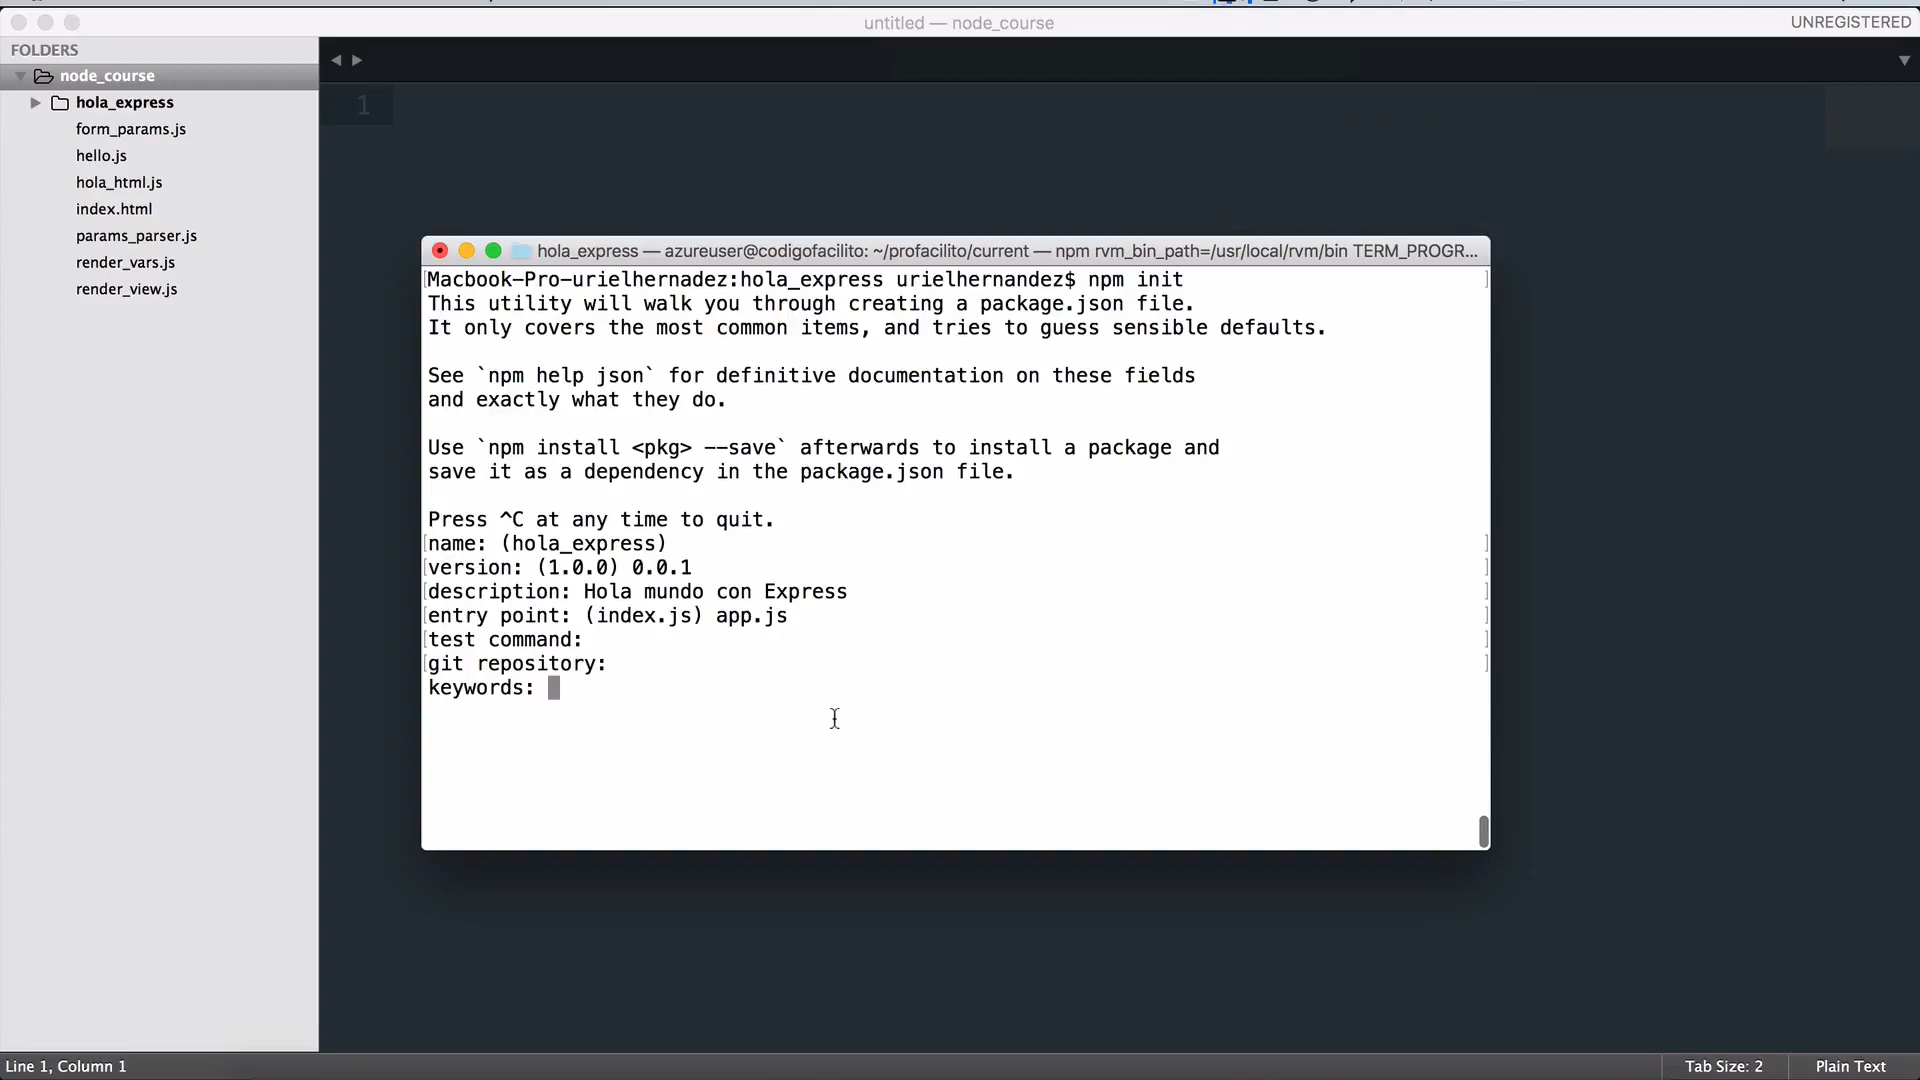 untitled — node_course
UNREGISTERED
FOLDERS
node_course
hola_express
form_params.js
hello.js
hola_html.js
index.html
params_parser.js
render_vars.js
render_view.js
1
hola_express — azureuser@codigofacilito: ~/profacilito/current — npm rvm_bin_path=/usr/local/rvm/bin TERM_PROGR...
Macbook-Pro-urielhernadez:hola_express urielhernandez$ npm init
This utility will walk you through creating a package.json file.
It only covers the most common items, and tries to guess sensible defaults.
See `npm help json` for definitive documentation on these fields
and exactly what they do.
Use `npm install <pkg> --save` afterwards to install a package and
save it as a dependency in the package.json file.
Press ^C at any time to quit.
name: (hola_express)
version: (1.0.0) 0.0.1
description: Hola mundo con Express
entry point: (index.js) app.js
test command:
git repository:
keywords:
Line 1, Column 1
Tab Size: 2
Plain Text